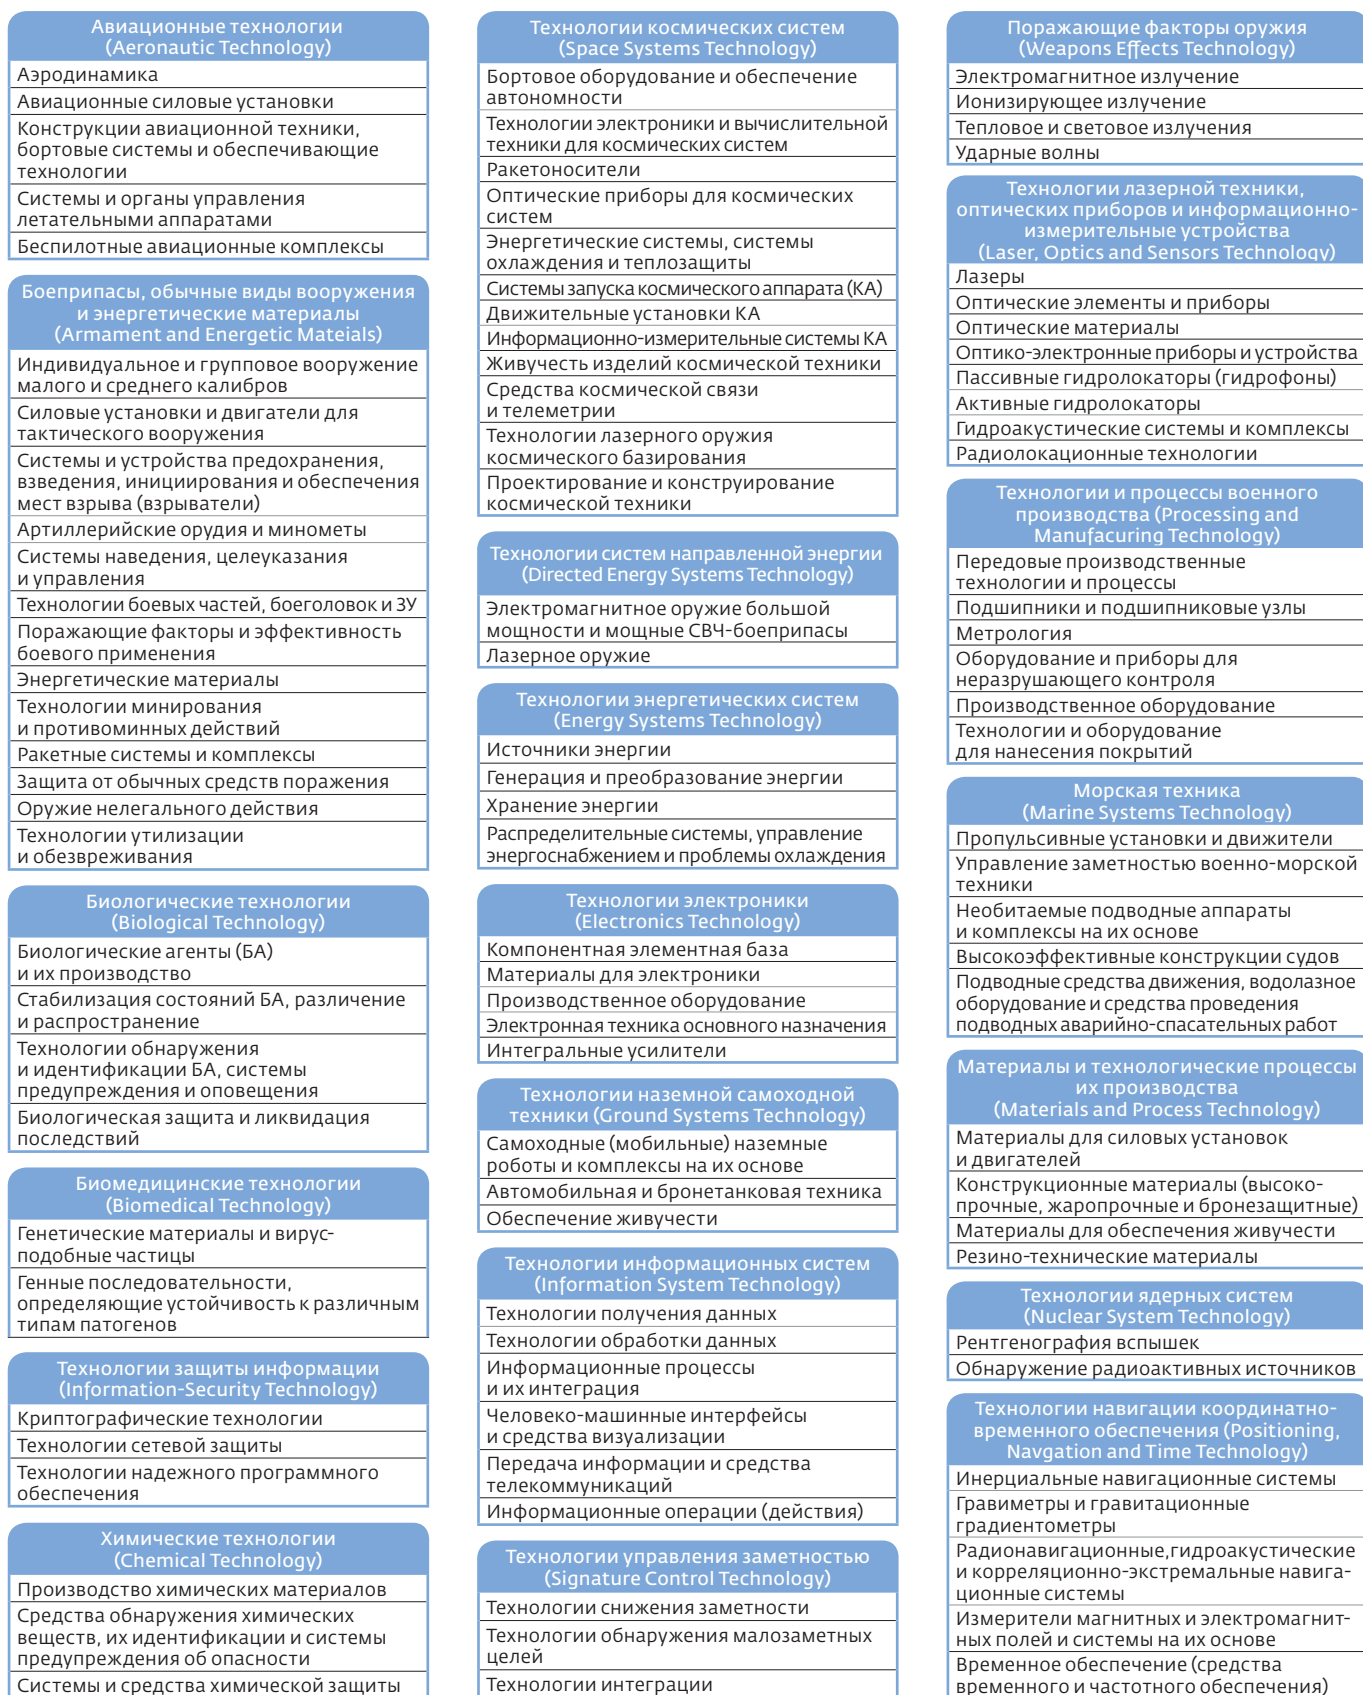 Авиационные технологии
(Aeronautic Technology)
Аэродинамика
Авиационные силовые установки
Конструкции авиационной техники,
бортовые системы и обеспечивающие
технологии
Системы и органы управления
летательными аппаратами
Беспилотные авиационные комплексы
Боеприпасы, обычные виды вооружения
и энергетические материалы
(Armament and Energetic Mateials)
Индивидуальное и групповое вооружение
малого и среднего калибров
Силовые установки и двигатели для
тактического вооружения
Системы и устройства предохранения,
взведения, инициирования и обеспечения
мест взрыва (взрыватели)
Артиллерийские орудия и минометы
Системы наведения, целеуказания
и управления
Технологии боевых частей, боеголовок и ЗУ
Поражающие факторы и эффективность
боевого применения
Энергетические материалы
Технологии минирования
и противоминных действий
Ракетные системы и комплексы
Защита от обычных средств поражения
Оружие нелегального действия
Технологии утилизации
и обезвреживания
Биологические технологии
(Biological Technology)
Биологические агенты (БА)
и их производство
Стабилизация состояний БА, различение
и распространение
Технологии обнаружения
и идентификации БА, системы
предупреждения и оповещения
Биологическая защита и ликвидация
последствий
Биомедицинские технологии
(Biomedical Technology)
Генетические материалы и вирус-
подобные частицы
Генные последовательности,
определяющие устойчивость к различным
типам патогенов
Технологии защиты информации
(Information-Security Technology)
Криптографические технологии
Технологии сетевой защиты
Технологии надежного программного
обеспечения
Химические технологии
(Chemical Technology)
Производство химических материалов
Средства обнаружения химических
веществ, их идентификации и системы
предупреждения об опасности
Системы и средства химической защиты
Технологии космических систем
(Space Systems Technology)
Бортовое оборудование и обеспечение
автономности
Технологии электроники и вычислительной
техники для космических систем
Ракетоносители
Оптические приборы для космических
систем
Энергетические системы, системы
охлаждения и теплозащиты
Системы запуска космического аппарата (КА)
Движительные установки КА
Информационно-измерительные системы КА
Живучесть изделий космической техники
Средства космической связи
и телеметрии
Технологии лазерного оружия
космического базирования
Проектирование и конструирование
космической техники
Технологии систем направленной энергии
(Directed Energy Systems Technology)
Электромагнитное оружие большой
мощности и мощные СВЧ-боеприпасы
Лазерное оружие
Технологии энергетических систем
(Energy Systems Technology)
Источники энергии
Генерация и преобразование энергии
Хранение энергии
Распределительные системы, управление
энергоснабжением и проблемы охлаждения
Технологии электроники
(Electronics Technology)
Компонентная элементная база
Материалы для электроники
Производственное оборудование
Электронная техника основного назначения
Интегральные усилители
Технологии наземной самоходной
техники (Ground Systems Technology)
Самоходные (мобильные) наземные
роботы и комплексы на их основе
Автомобильная и бронетанковая техника
Обеспечение живучести
Технологии информационных систем
(Information System Technology)
Технологии получения данных
Технологии обработки данных
Информационные процессы
и их интеграция
Человеко-машинные интерфейсы
и средства визуализации
Передача информации и средства
телекоммуникаций
Информационные операции (действия)
Технологии управления заметностью
(Signature Control Technology)
Технологии снижения заметности
Технологии обнаружения малозаметных
целей
Технологии интеграции
Поражающие факторы оружия
(Weapons Effects Technology)
Электромагнитное излучение
Ионизирующее излучение
Тепловое и световое излучения
Ударные волны
Технологии лазерной техники,
оптических приборов и информационно-
измерительные устройства
(Laser, Optics and Sensors Technology)
Лазеры
Оптические элементы и приборы
Оптические материалы
Оптико-электронные приборы и устройства
Пассивные гидролокаторы (гидрофоны)
Активные гидролокаторы
Гидроакустические системы и комплексы
Радиолокационные технологии
Технологии и процессы военного
производства (Processing and
Manufacuring Technology)
Передовые производственные
технологии и процессы
Подшипники и подшипниковые узлы
Метрология
Оборудование и приборы для
неразрушающего контроля
Производственное оборудование
Технологии и оборудование
для нанесения покрытий
Морская техника
(Marine Systems Technology)
Пропульсивные установки и движители
Управление заметностью военно-морской
техники
Необитаемые подводные аппараты
и комплексы на их основе
Высокоэффективные конструкции судов
Подводные средства движения, водолазное
оборудование и средства проведения
подводных аварийно-спасательных работ
Материалы и технологические процессы
их производства
(Materials and Process Technology)
Материалы для силовых установок
и двигателей
Конструкционные материалы (высоко-
прочные, жаропрочные и бронезащитные)
Материалы для обеспечения живучести
Резино-технические материалы
Технологии ядерных систем
(Nuclear System Technology)
Рентгенография вспышек
Обнаружение радиоактивных источников
Технологии навигации координатно-
временного обеспечения (Positioning,
Navgation and Time Technology)
Инерциальные навигационные системы
Гравиметры и гравитационные
градиентометры
Радионавигационные,гидроакустические
и корреляционно-экстремальные навига-
ционные системы
Измерители магнитных и электромагнит-
ных полей и системы на их основе
Временное обеспечение (средства
временного и частотного обеспечения)